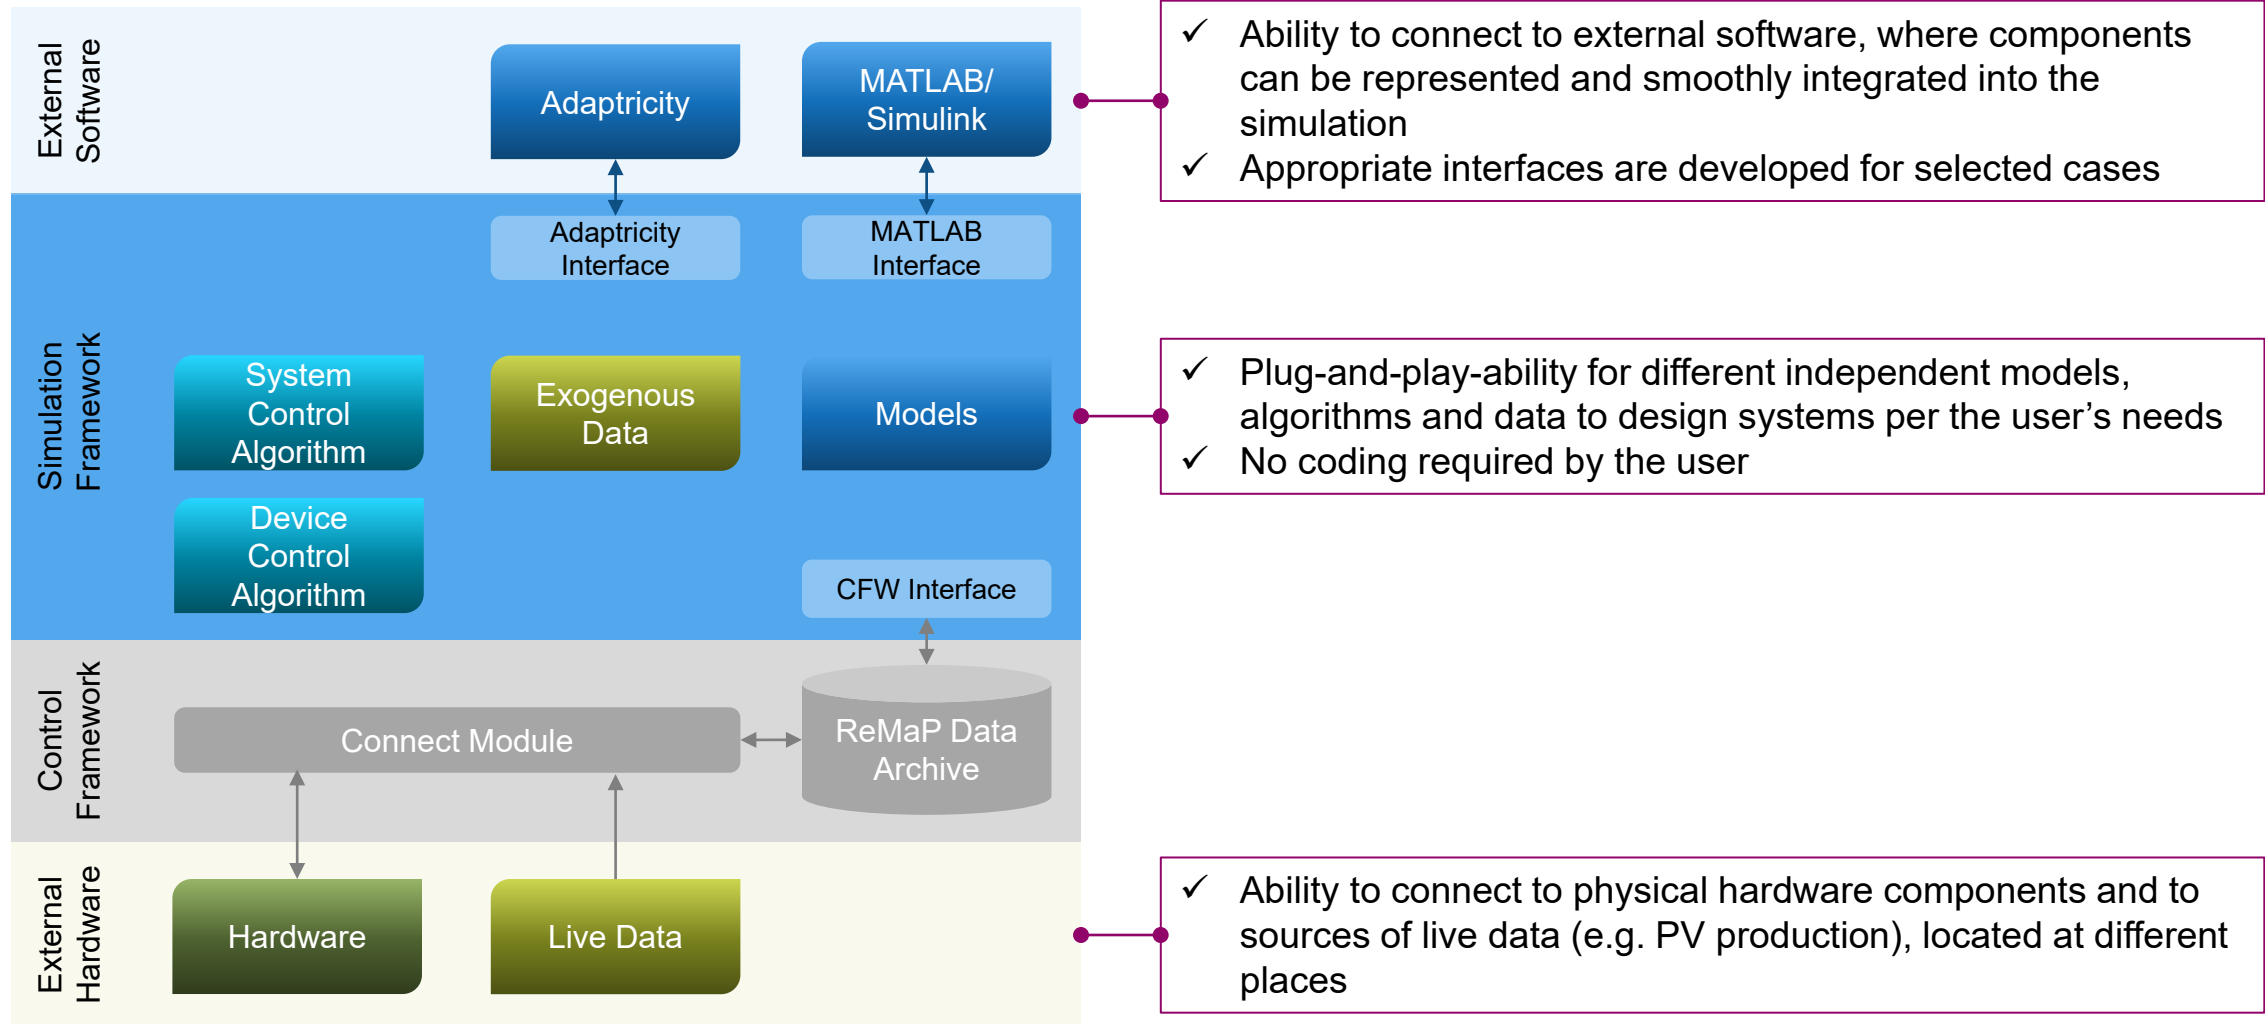 External
Software
Adaptricity
MATLAB/
Simulink
✓ Ability to connect to external software, where components
can be represented and smoothly integrated into the
simulation
✓ Appropriate interfaces are developed for selected cases
Simulation
Framework
Adaptricity
Interface
MATLAB
Interface
System
Control
Algorithm
Exogenous
Data
Models
Device
Control
Algorithm
CFW Interface
✓ Plug-and-play-ability for different independent models,
algorithms and data to design systems per the user’s needs
✓ No coding required by the user
Control
Framework
Connect Module
ReMaP Data
Archive
External
Hardware
Hardware
Live Data
✓ Ability to connect to physical hardware components and to
sources of live data (e.g. PV production), located at different
places